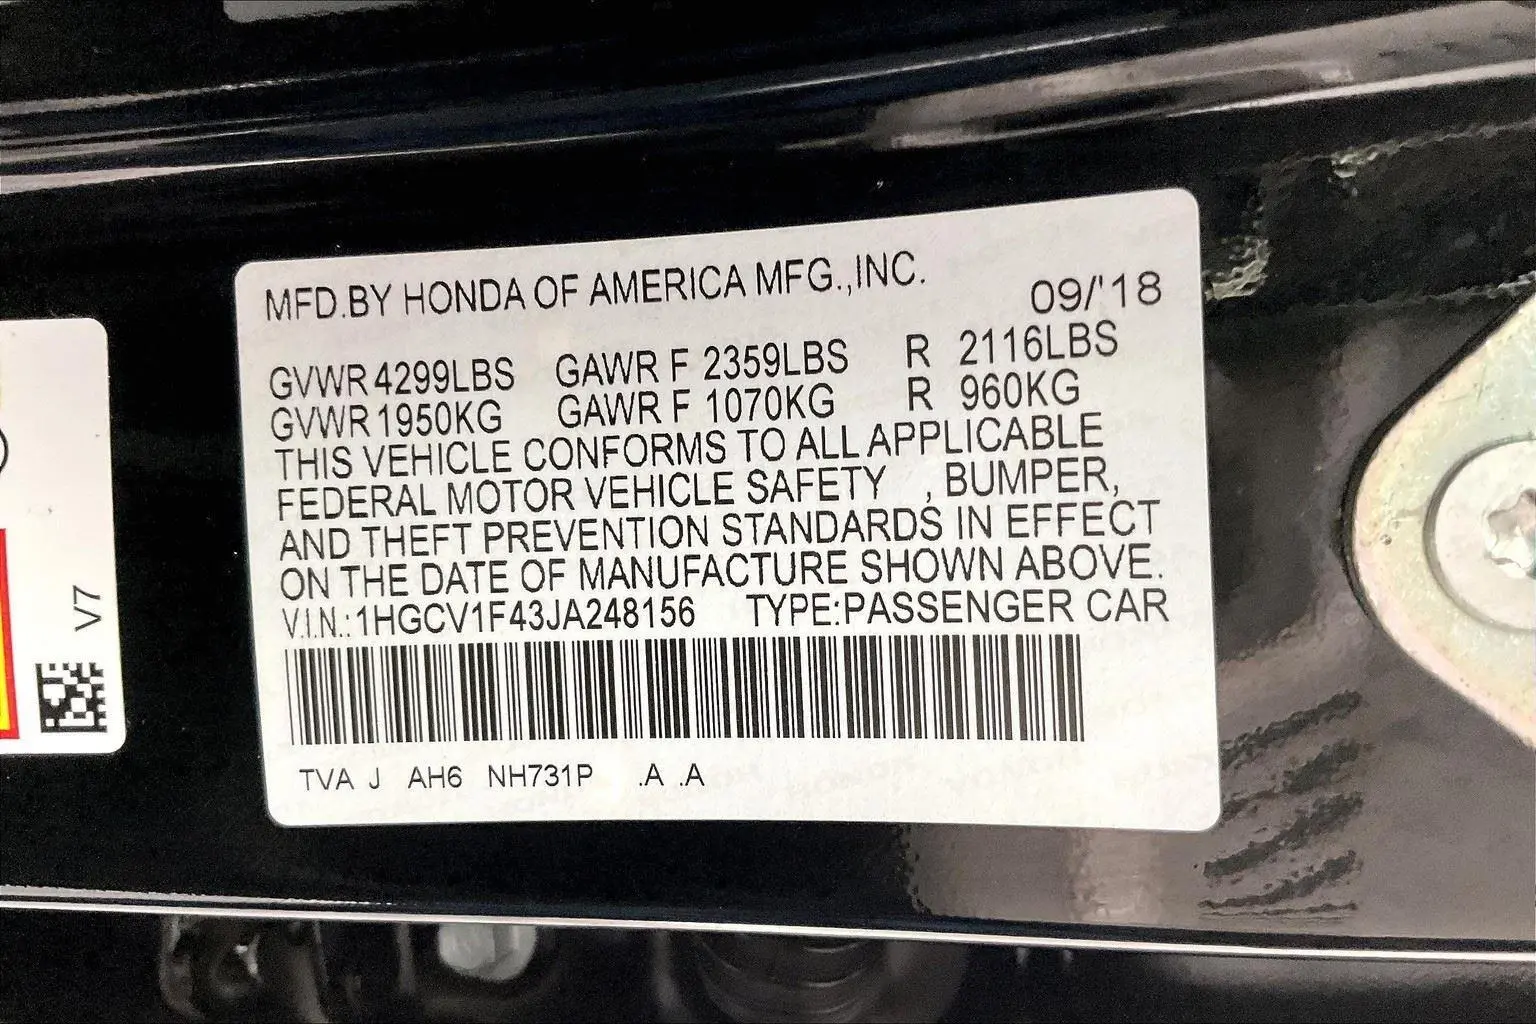 MFD.BY HONDA OF AMERICA MFG.,INC.
09/'18
GVWR 4299LBS GAWR F 2359LBS R 2116LBS
GVWR 1950KG GAWR F 1070KG R 960KG
THIS VEHICLE CONFORMS TO ALL APPLICABLE
FEDERAL MOTOR VEHICLE SAFETY , BUMPER,
AND THEFT PREVENTION STANDARDS IN EFFECT
ON THE DATE OF MANUFACTURE SHOWN ABOVE.
V.I.N.:1HGCV1F43JA248156 TYPE:PASSENGER CAR
TVA J AH6 NH731P .A .A
V7